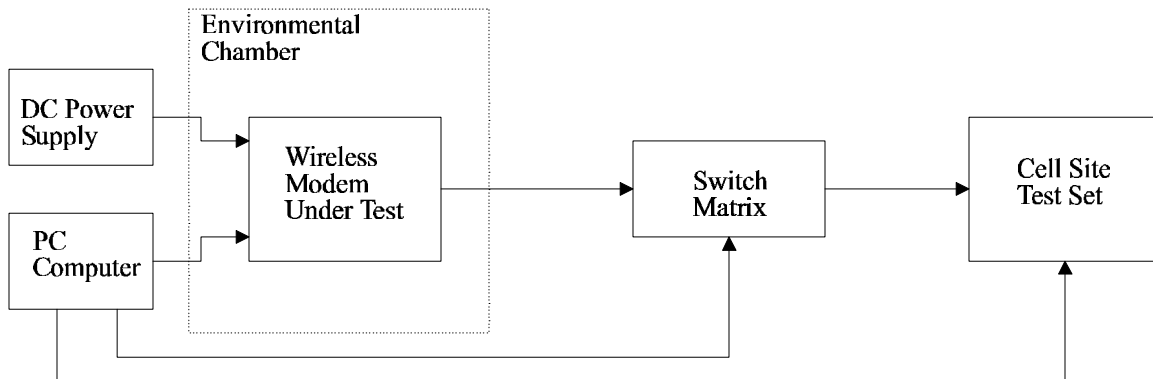 Environmental
Chamber
DC Power
Supply
Wireless
Modem
Under Test
Switch
Matrix
Cell Site
Test Set
PC
Computer